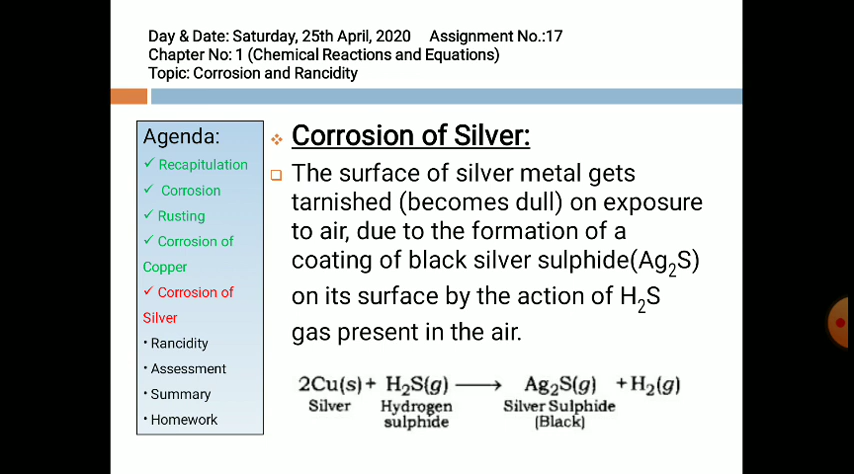 Day & Date: Saturday, 25th April, 2020 Assignment No.:17
Chapter No: 1 (Chemical Reactions and Equations)
Topic: Corrosion and Rancidity
Agenda:
✓ Recapitulation
✓ Corrosion
✓ Rusting
✓ Corrosion of
Copper
✓ Corrosion of
Silver
• Rancidity
• Assessment
• Summary
• Homework
❖ Corrosion of Silver:
❑ The surface of silver metal gets
tarnished (becomes dull) on exposure
to air, due to the formation of a
coating of black silver sulphide(Ag₂S)
on its surface by the action of H₂S
gas present in the air.
2Cu(s) + H₂S(g) ⟶ Ag₂S(g) + H₂(g)
Silver Hydrogen Silver Sulphide
sulphide (Black)